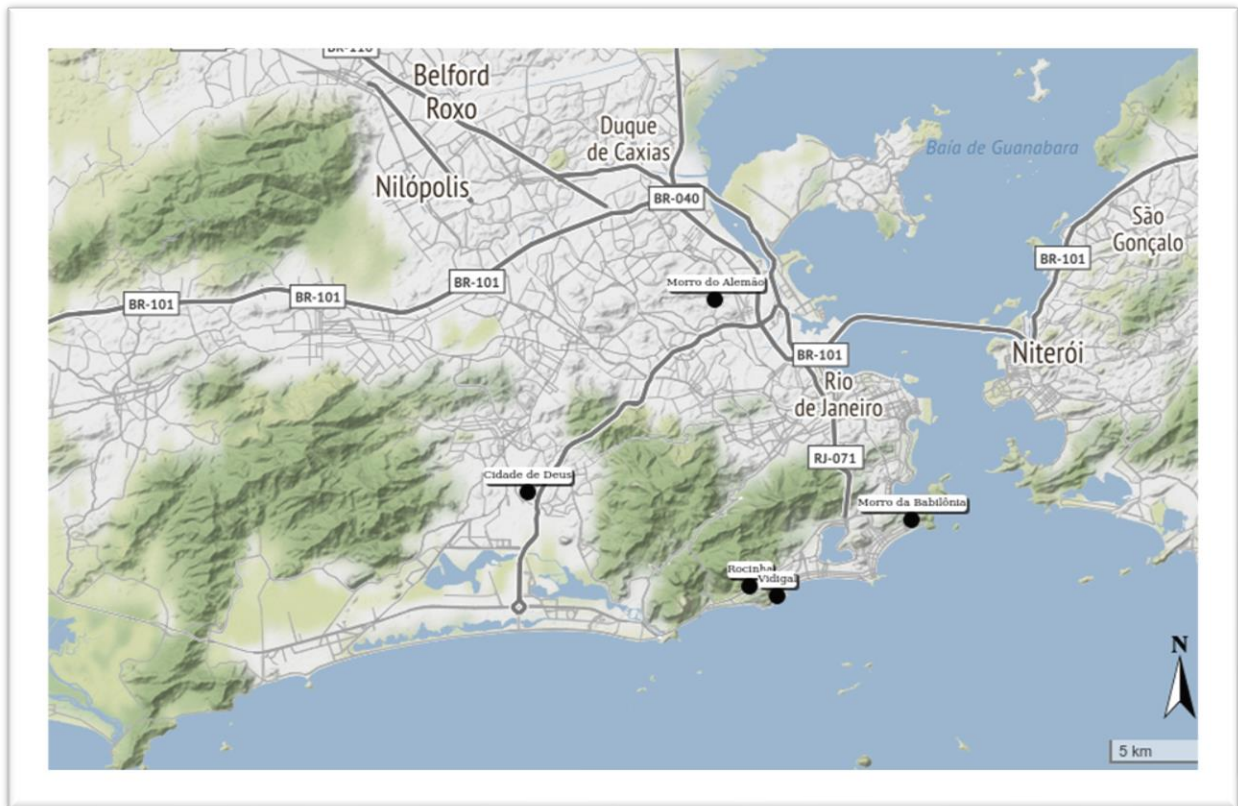 BR-116
Belford
Roxo
Duque
de Caxias
Baía de Guanabara
Nilópolis
BR-040
São
Gonçalo
BR-101
BR-101
Morro do Alemão
BR-101
BR-101
BR-101
Niterói
Rio
de Janeiro
RJ-071
Cidade de Deus
Morro da Babilônia
Rocinha
Vidigal
N
5 km